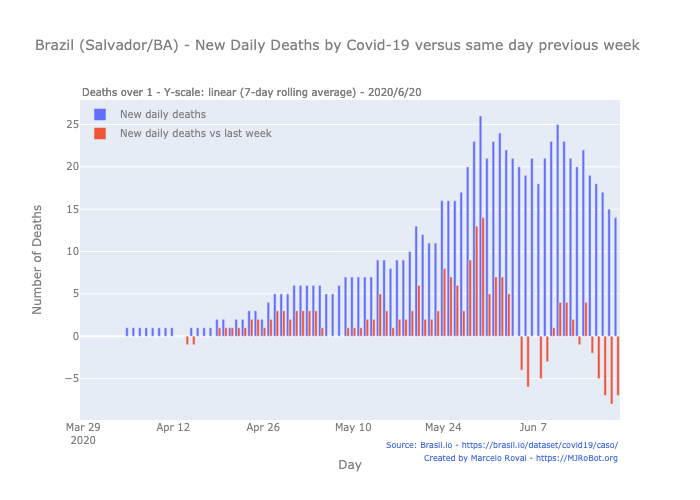 Brazil (Salvador/BA) - New Daily Deaths by Covid-19 versus same day previous week
Deaths over 1 - Y-scale: linear (7-day rolling average) - 2020/6/20
New daily deaths
New daily deaths vs last week
Number of Deaths
25
20
15
10
5
0
−5
Mar 29
2020
Apr 12
Apr 26
May 10
May 24
Jun 7
Source: Brasil.io - https://brasil.io/dataset/covid19/caso/
Created by Marcelo Rovai - https://MJRoBot.org
Day